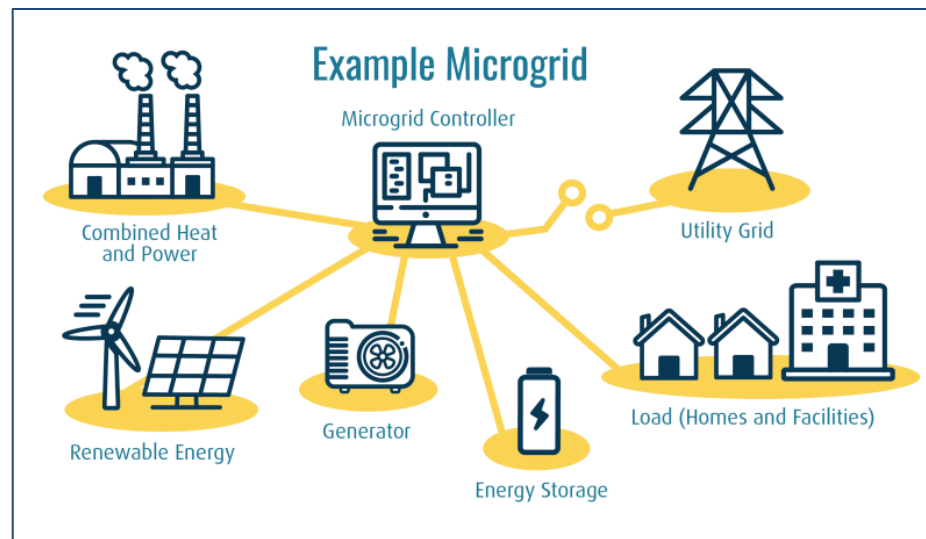 Example Microgrid
Microgrid Controller
Combined Heat
and Power
Utility Grid
Renewable Energy
Generator
Energy Storage
Load (Homes and Facilities)